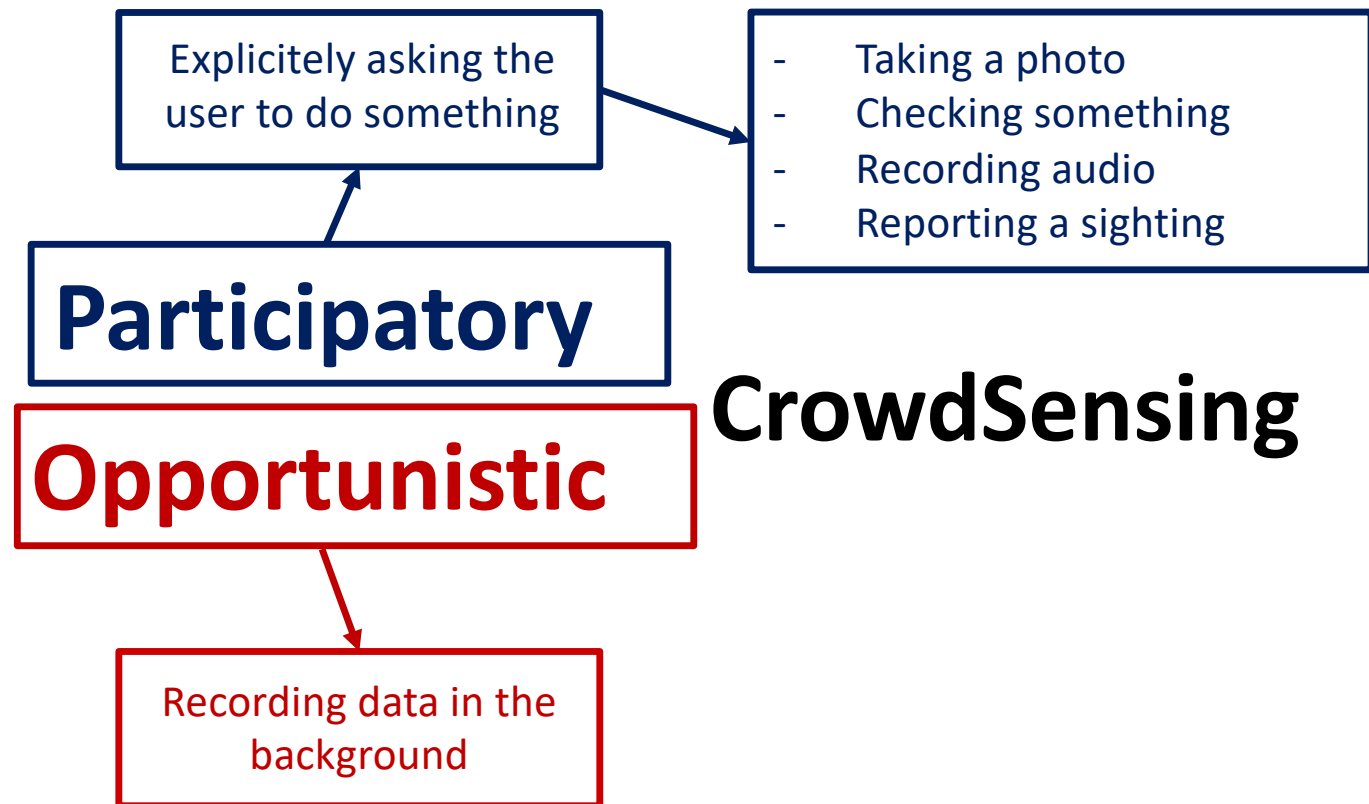 Explicitely asking the
user to do something
- Taking a photo
- Checking something
- Recording audio
- Reporting a sighting
Participatory
CrowdSensing
Opportunistic
Recording data in the
background